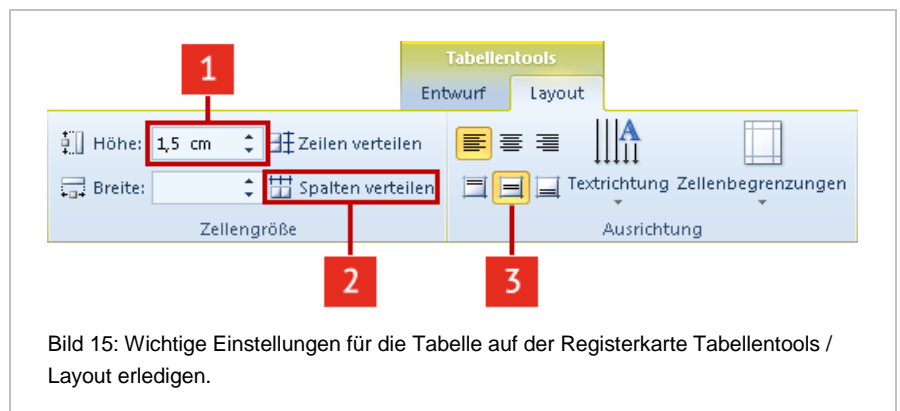 1
Tabellentools
Entwurf Layout
Höhe: 1,5 cm Zeilen verteilen
Breite: Spalten verteilen
A
Textrichtung Zellenbegrenzungen
Zellengröße Ausrichtung
2 3
Bild 15: Wichtige Einstellungen für die Tabelle auf der Registerkarte Tabellentools /
Layout erledigen.